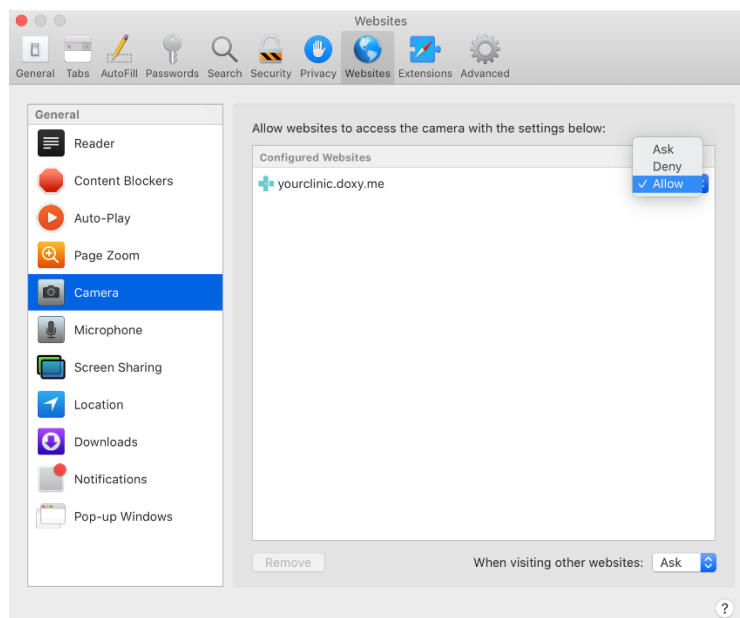 Websites
General Tabs AutoFill Passwords Search Security Privacy Websites Extensions Advanced
General
Reader
Content Blockers
Auto-Play
Page Zoom
Camera
Microphone
Screen Sharing
Location
Downloads
Notifications
Pop-up Windows
Allow websites to access the camera with the settings below:
Configured Websites
yourclinic.doxy.me
Ask
Deny
✓ Allow
Remove
When visiting other websites: Ask
?